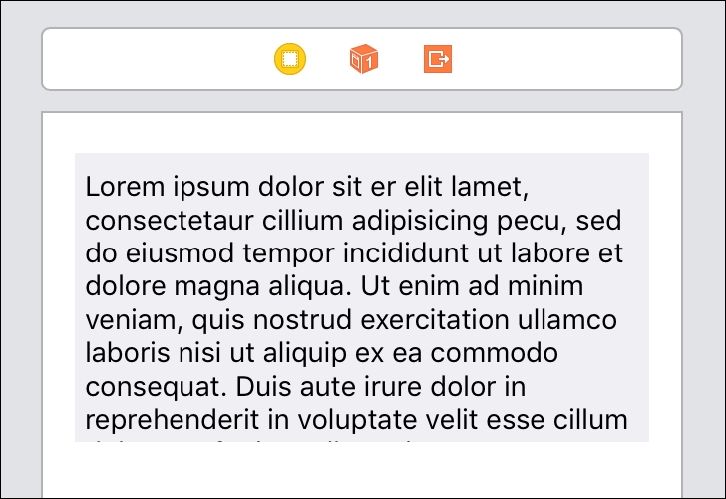 1
Lorem ipsum dolor sit er elit lamet,
consectetaur cillium adipisicing pecu, sed
do eiusmod tempor incididunt ut labore et
dolore magna aliqua. Ut enim ad minim
veniam, quis nostrud exercitation ullamco
laboris nisi ut aliquip ex ea commodo
consequat. Duis aute irure dolor in
reprehenderit in voluptate velit esse cillum